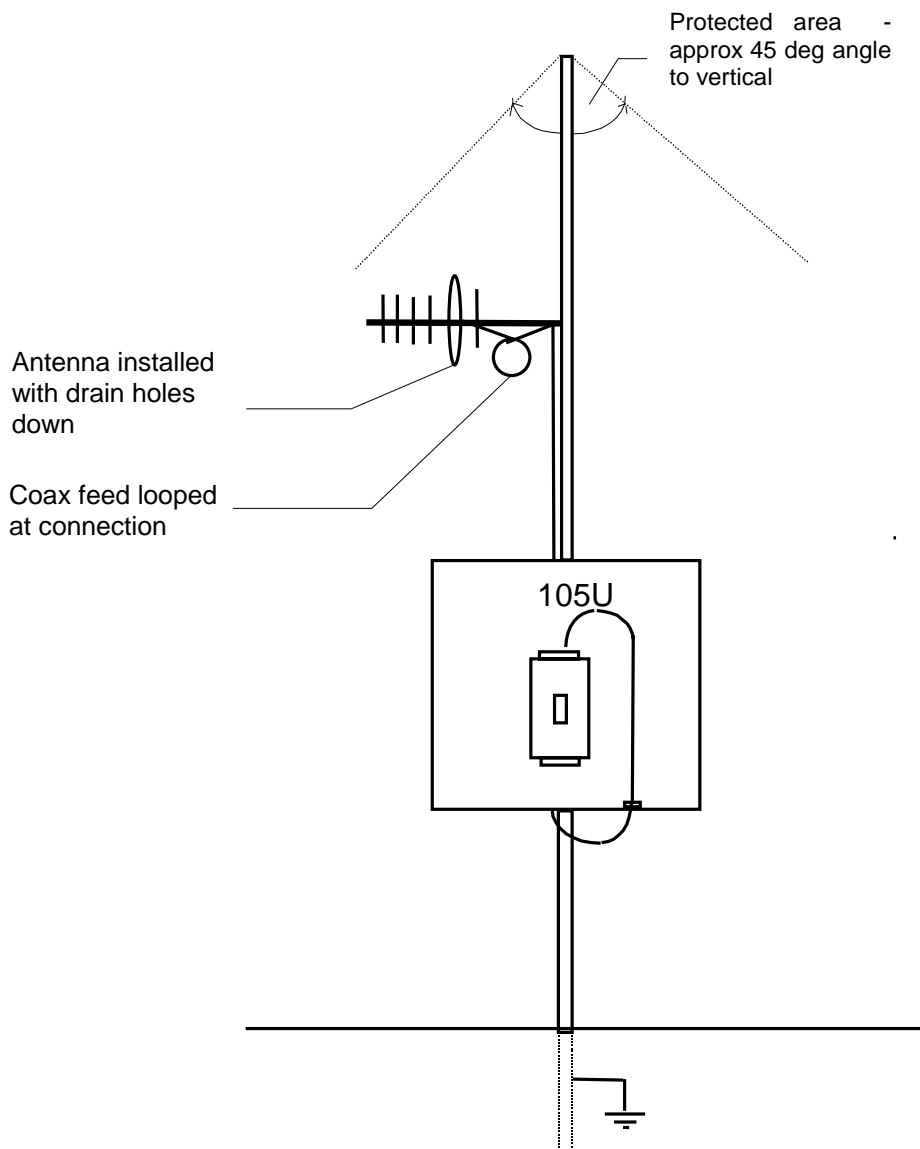 Protected area -
approx 45 deg angle
to vertical
Antenna installed
with drain holes
down
Coax feed looped
at connection
.
105U